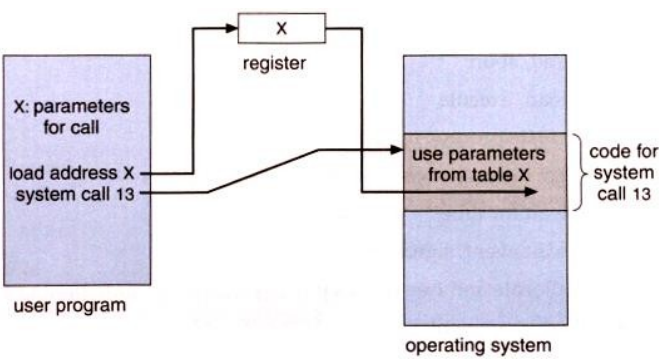 X
register
X: parameters
for call
load address X
system call 13
user program
use parameters
from table X
code for
system
call 13
operating system